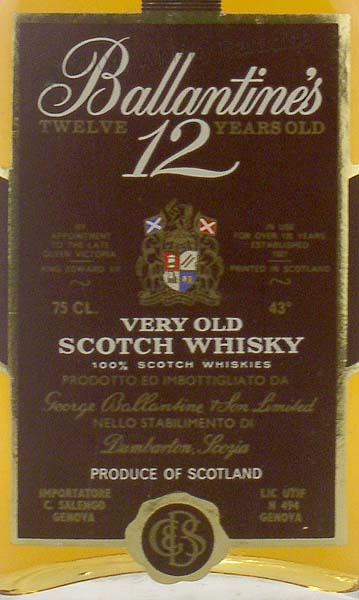 Ballantine's
TWELVE YEARS OLD
12
BY
APPOINTMENT
TO THE LATE
QUEEN VICTORIA
KING EDWARD VII
IN USE
FOR OVER
YEARS
ESTABLISHED
PRINTED IN SCOTLAND
75 CL.
43°
VERY OLD
SCOTCH WHISKY
100% SCOTCH WHISKIES
PRODOTTO ED IMBOTTIGLIATO DA
George Ballantine & Son Limited
NELLO STABILIMENTO DI
Dumbarton, Scozia
PRODUCE OF SCOTLAND
IMPORTATORE
C. SALENGO
GENOVA
LIC UTIF
N 494
GENOVA